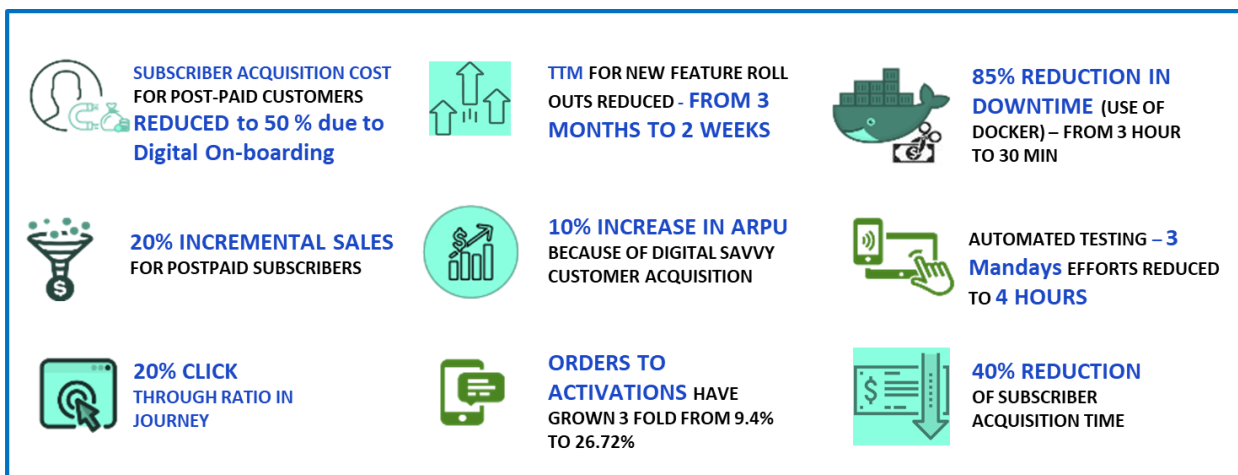 SUBSCRIBER ACQUISITION COST
FOR POST-PAID CUSTOMERS
REDUCED to 50 % due to
Digital On-boarding
TTM FOR NEW FEATURE ROLL
OUTS REDUCED - FROM 3
MONTHS TO 2 WEEKS
85% REDUCTION IN
DOWNTIME (USE OF
DOCKER) – FROM 3 HOUR
TO 30 MIN
20% INCREMENTAL SALES
FOR POSTPAID SUBSCRIBERS
10% INCREASE IN ARPU
BECAUSE OF DIGITAL SAVVY
CUSTOMER ACQUISITION
AUTOMATED TESTING – 3
Mandays EFFORTS REDUCED
TO 4 HOURS
20% CLICK
THROUGH RATIO IN
JOURNEY
ORDERS TO
ACTIVATIONS HAVE
GROWN 3 FOLD FROM 9.4%
TO 26.72%
40% REDUCTION
OF SUBSCRIBER
ACQUISITION TIME